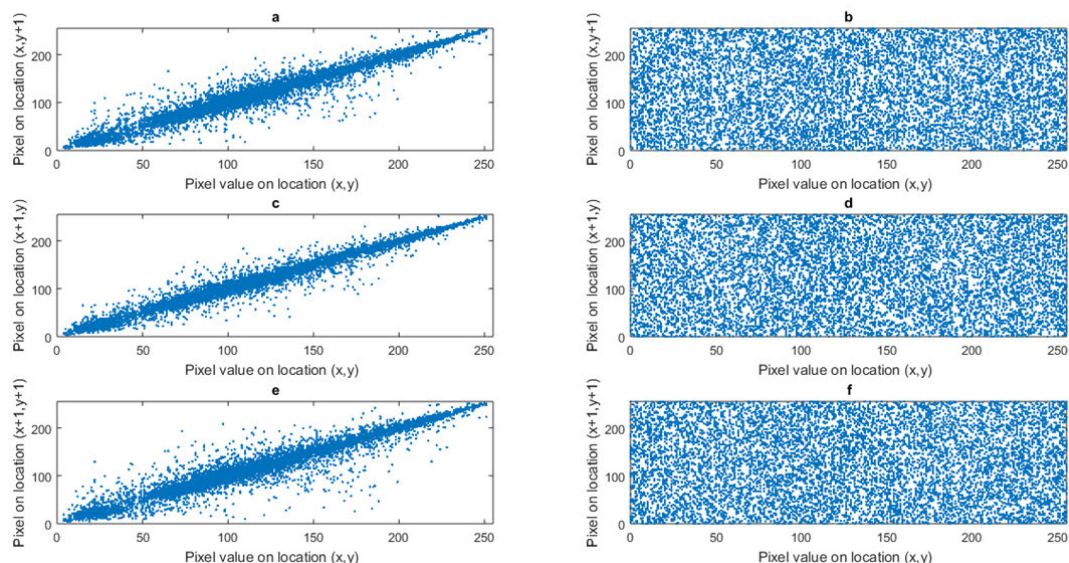 a
Pixel on location (x,y+1)
200
100
0
0 50 100 150 200 250
Pixel value on location (x,y)
b
Pixel on location (x,y+1)
200
100
0
0 50 100 150 200 250
Pixel value on location (x,y)
c
Pixel on location (x+1,y)
200
100
0
0 50 100 150 200 250
Pixel value on location (x,y)
d
Pixel on location (x+1,y)
200
100
0
0 50 100 150 200 250
Pixel value on location (x,y)
e
Pixel on location (x+1,y+1)
200
100
0
0 50 100 150 200 250
Pixel value on location (x,y)
f
Pixel on location (x+1,y+1)
200
100
0
0 50 100 150 200 250
Pixel value on location (x,y)